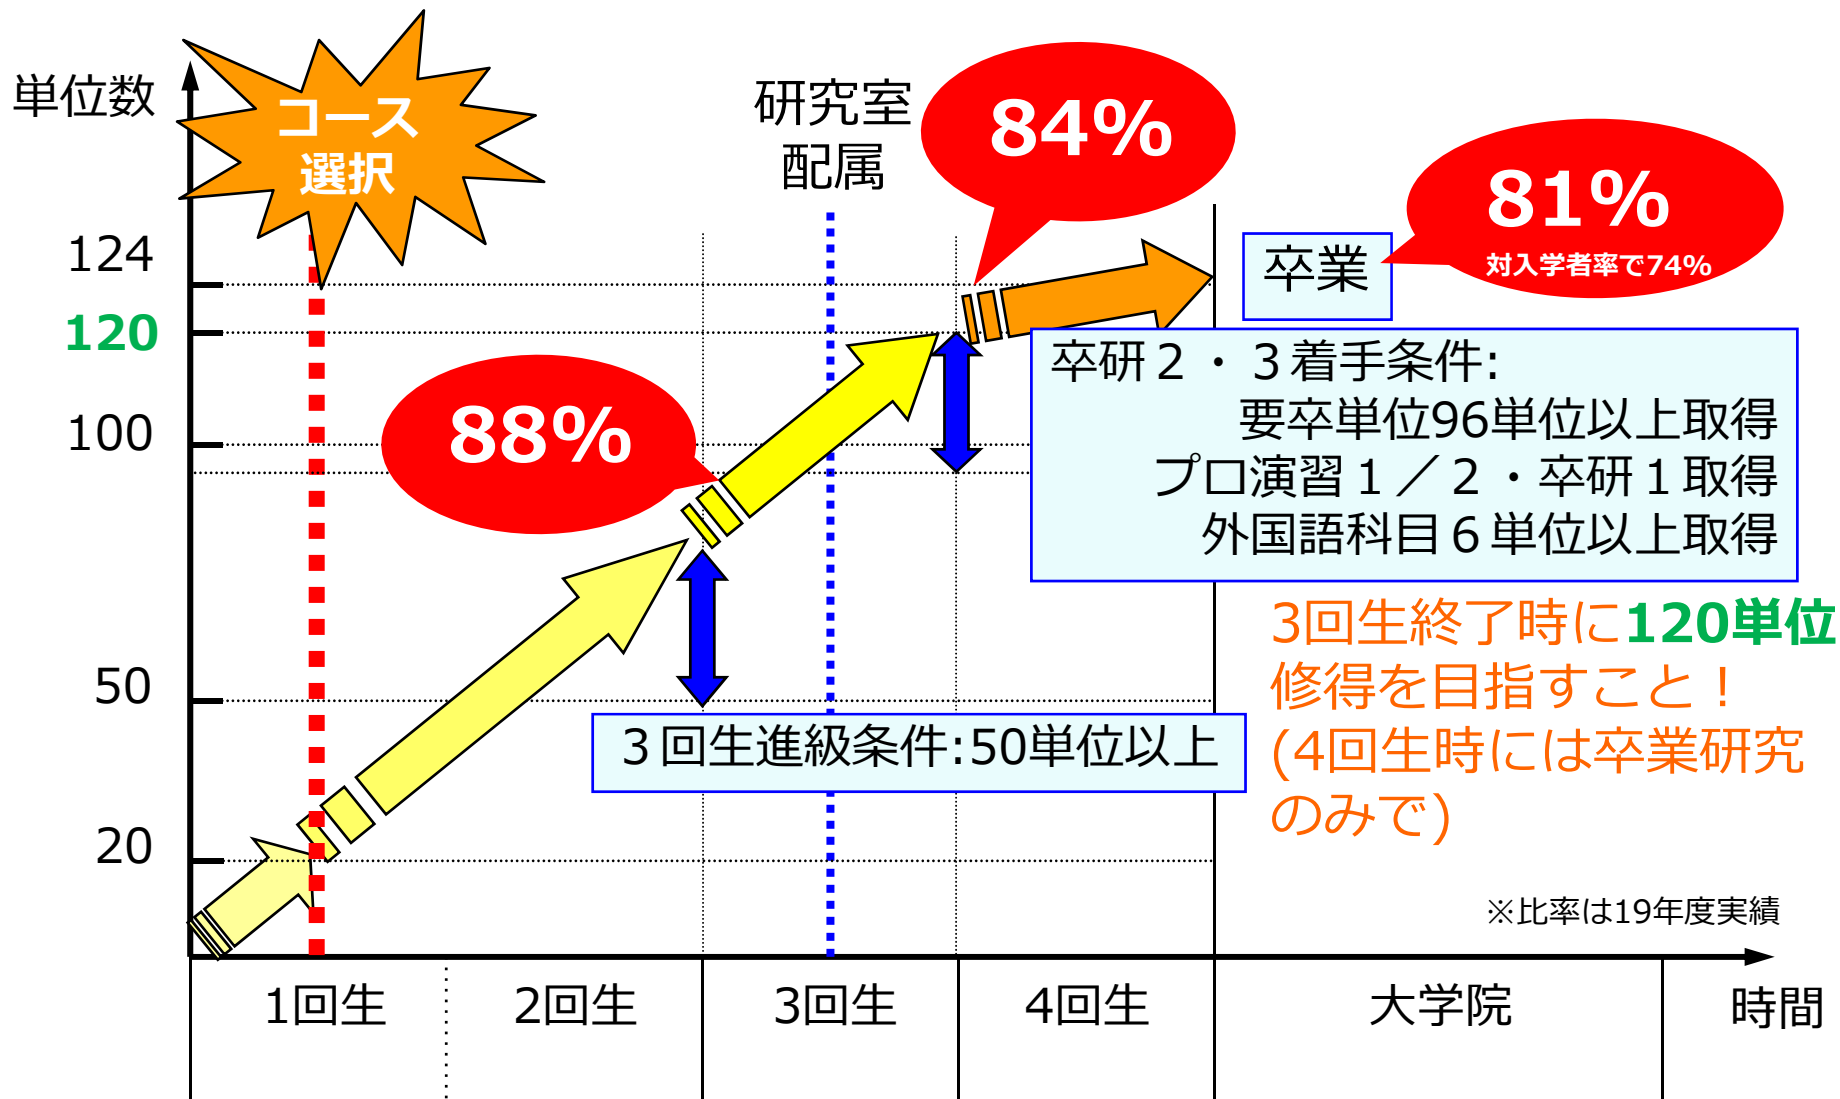 単位数
コース
選択
研究室
配属
84%
81%
対入学者率で74%
124
卒業
120
卒研２・３着手条件:
要卒単位96単位以上取得
プロ演習１／２・卒研１取得
外国語科目６単位以上取得
88%
100
3回生終了時に120単位
修得を目指すこと！
(4回生時には卒業研究
のみで)
50
３回生進級条件:50単位以上
20
※比率は19年度実績
1回生
2回生
3回生
4回生
大学院
時間